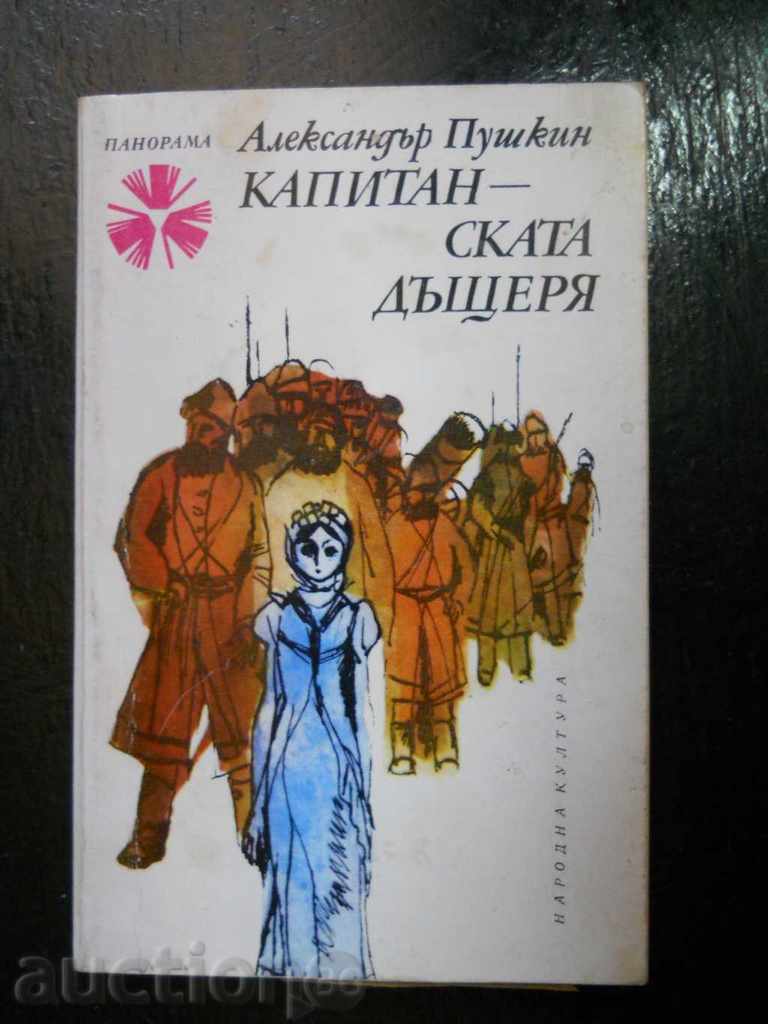 ПАНОРАМА
Александър Пушкин
КАПИТАН–
СКАТА
ДЪЩЕРЯ
НАРОДНА КУЛТУРА
auction.bg